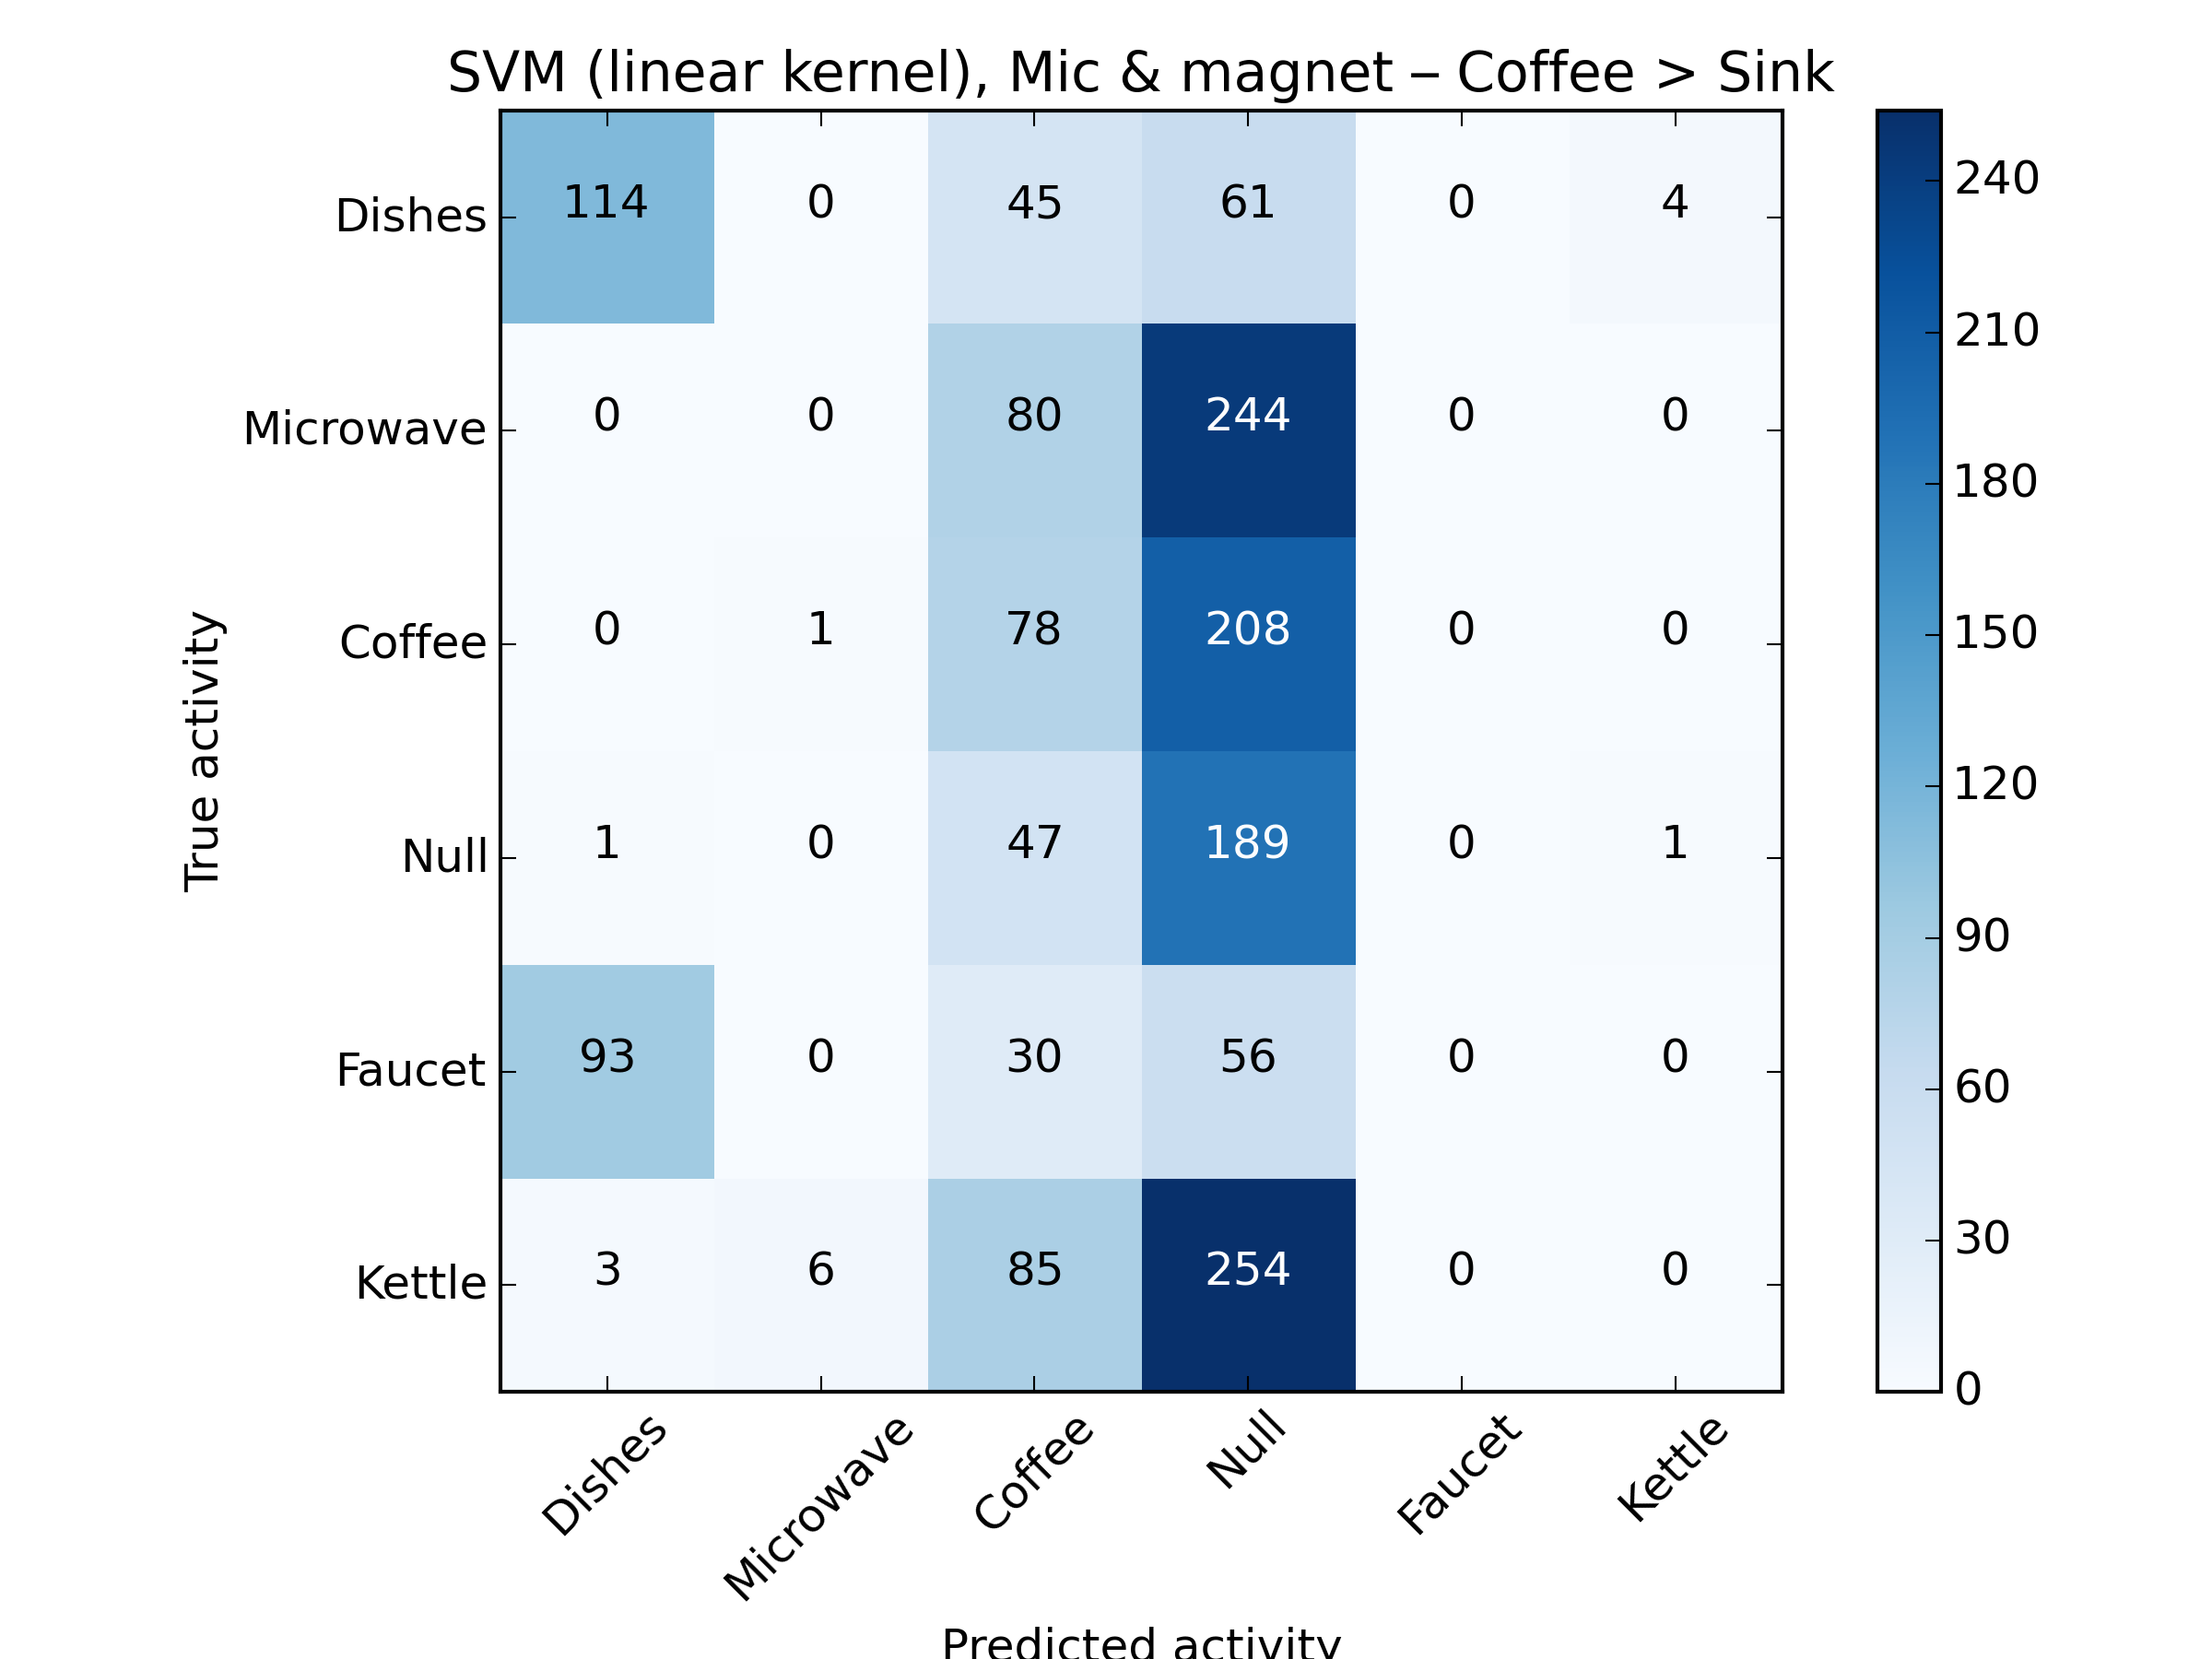 SVM (linear kernel), Mic & magnet – Coffee > Sink
Dishes 114 0 45 61 0 4
Microwave 0 0 80 244 0 0
Coffee 0 1 78 208 0 0
Null 1 0 47 189 0 1
Faucet 93 0 30 56 0 0
Kettle 3 6 85 254 0 0
True activity
Dishes Microwave Coffee Null Faucet Kettle
Predicted activity
240
210
180
150
120
90
60
30
0